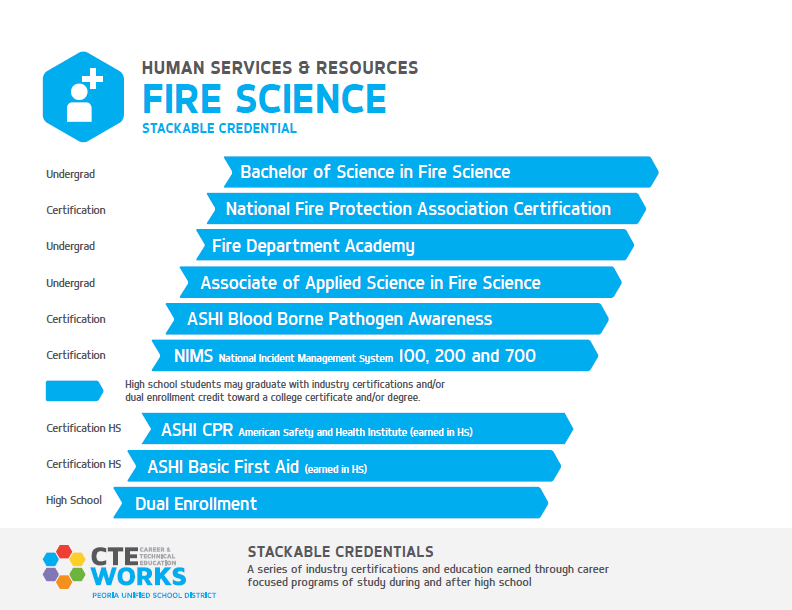 HUMAN SERVICES & RESOURCES
FIRE SCIENCE
STACKABLE CREDENTIAL
Undergrad Bachelor of Science in Fire Science
Certification National Fire Protection Association Certification
Undergrad Fire Department Academy
Undergrad Associate of Applied Science in Fire Science
Certification ASHI Blood Borne Pathogen Awareness
Certification NIMS National Incident Management System 100, 200 and 700
High school students may graduate with industry certifications and/or
dual enrollment credit toward a college certificate and/or degree.
Certification HS ASHI CPR American Safety and Health Institute (earned in HS)
Certification HS ASHI Basic First Aid (earned in HS)
High School Dual Enrollment
CTE CAREER &
TECHNICAL
EDUCATION
WORKS
PEORIA UNIFIED SCHOOL DISTRICT
STACKABLE CREDENTIALS
A series of industry certifications and education earned through career
focused programs of study during and after high school